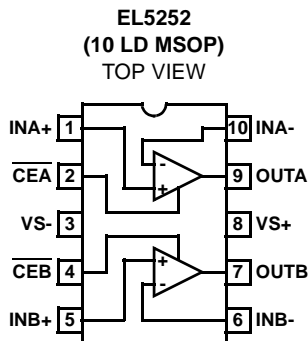 EL5252
(10 LD MSOP)
TOP VIEW
INA+ 1 10 INA-
CEA 2 - + 9 OUTA
VS- 3 8 VS+
CEB 4 + - 7 OUTB
INB+ 5 6 INB-